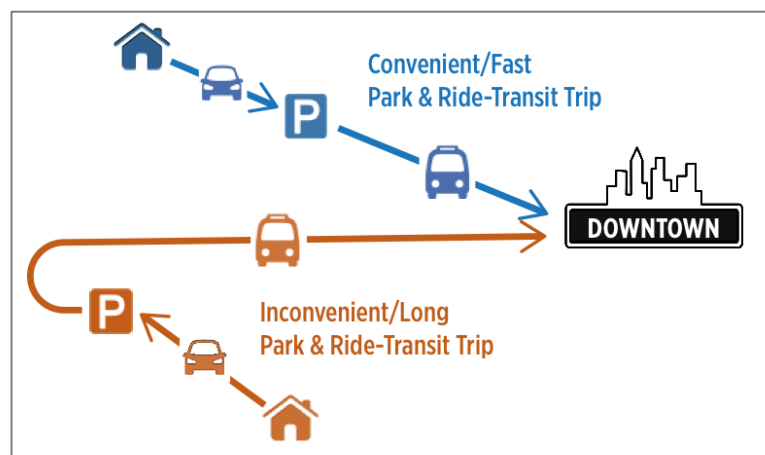 Convenient/Fast
Park & Ride-Transit Trip
P
DOWNTOWN
P
Inconvenient/Long
Park & Ride-Transit Trip